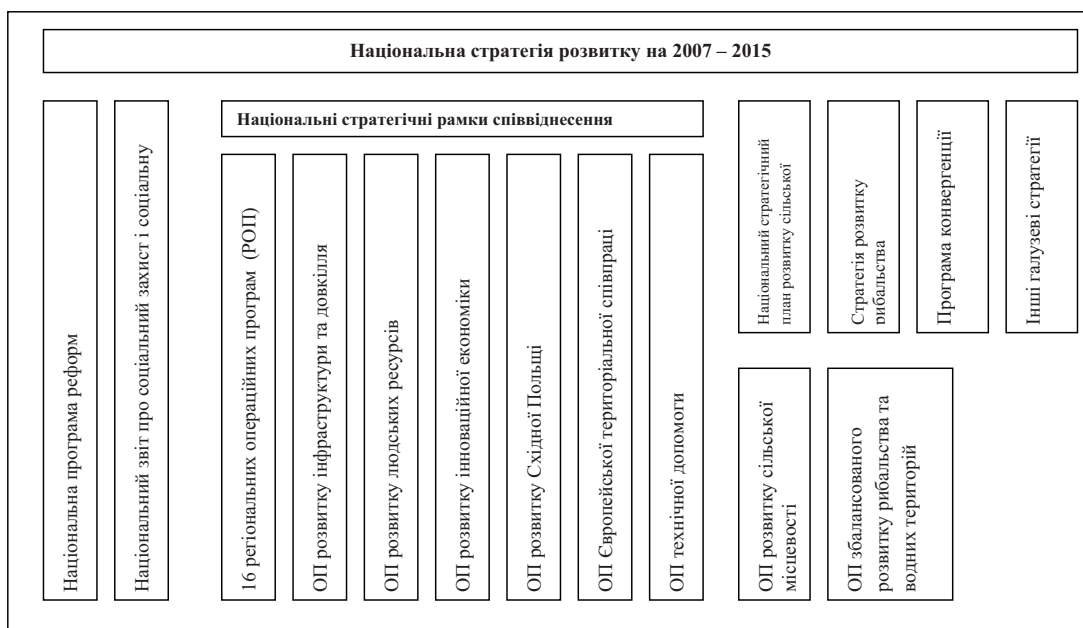 Національна стратегія розвитку на 2007 – 2015
Національна програма реформ
Національний звіт про соціальний захист і соціальну
Національні стратегічні рамки співвіднесення
16 регіональних операційних програм (РОП)
ОП розвитку інфраструктури та довкілля
ОП розвитку людських ресурсів
ОП розвитку інноваційної економіки
ОП розвитку Східної Польщі
ОП Європейської територіальної співпраці
ОП технічної допомоги
Національний стратегічний
план розвитку сільської
Стратегія розвитку
рибальства
Програма конвергенції
Інші галузеві стратегії
ОП розвитку сільської
місцевості
ОП збалансованого
розвитку рибальства та
водних територій